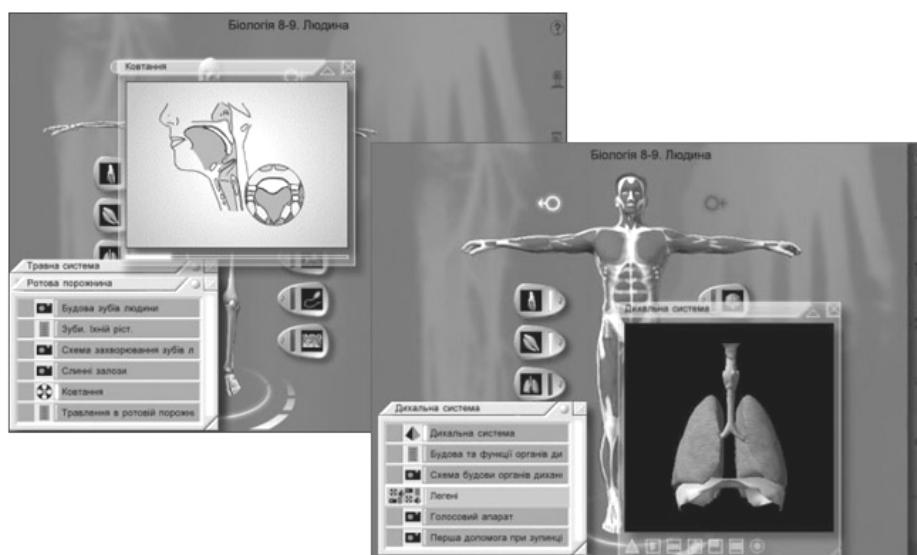 Біологія 8-9. Людина
Ковтання
Травна система
Ротова порожнина
Будова зубів людини
Зуби. Їхній ріст.
Схема захворювання зубів л
Слинні залози
Ковтання
Травлення в ротовій порожн
Біологія 8-9. Людина
Дихальна система
Дихальна система
Дихальна система
Будова та функції органів ди
Схема будови органів дихан
Легені
Голосовий апарат
Перша допомога при зупинц